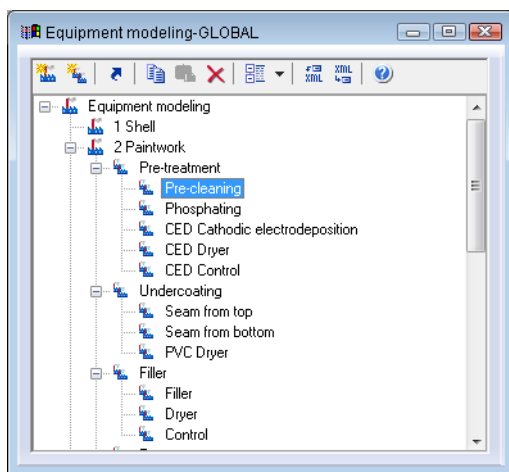 Equipment modeling-GLOBAL
XML
XML
Equipment modeling
1 Shell
2 Paintwork
Pre-treatment
Pre-cleaning
Phosphating
CED Cathodic electrodeposition
CED Dryer
CED Control
Undercoating
Seam from top
Seam from bottom
PVC Dryer
Filler
Filler
Dryer
Control